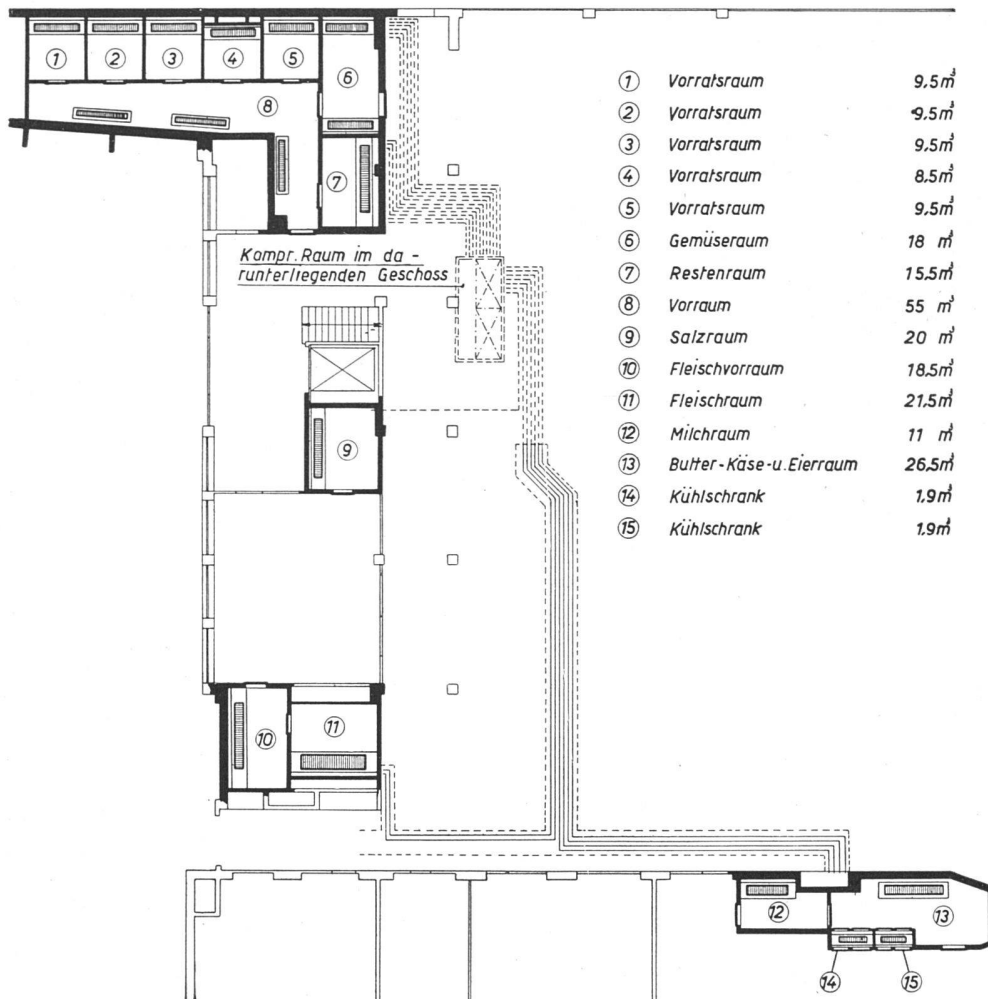 ① ② ③ ④ ⑤
⑥
⑧
⑦
Kompr. Raum im da-
runterliegenden Geschoss
⑨
⑩ ⑪
⑫ ⑬
⑭ ⑮
① Vorratsraum 9,5m³
② Vorratsraum 9,5m³
③ Vorratsraum 9,5m³
④ Vorratsraum 8,5m³
⑤ Vorratsraum 9,5m³
⑥ Gemüseraum 18 m³
⑦ Restenraum 15,5m³
⑧ Vorraum 55 m³
⑨ Salzraum 20 m³
⑩ Fleischvorraum 18,5m³
⑪ Fleischraum 21,5m³
⑫ Milchraum 11 m³
⑬ Butter-Käse-u. Eierraum 26,5m³
⑭ Kühlschrank 1,9m³
⑮ Kühlschrank 1,9m³